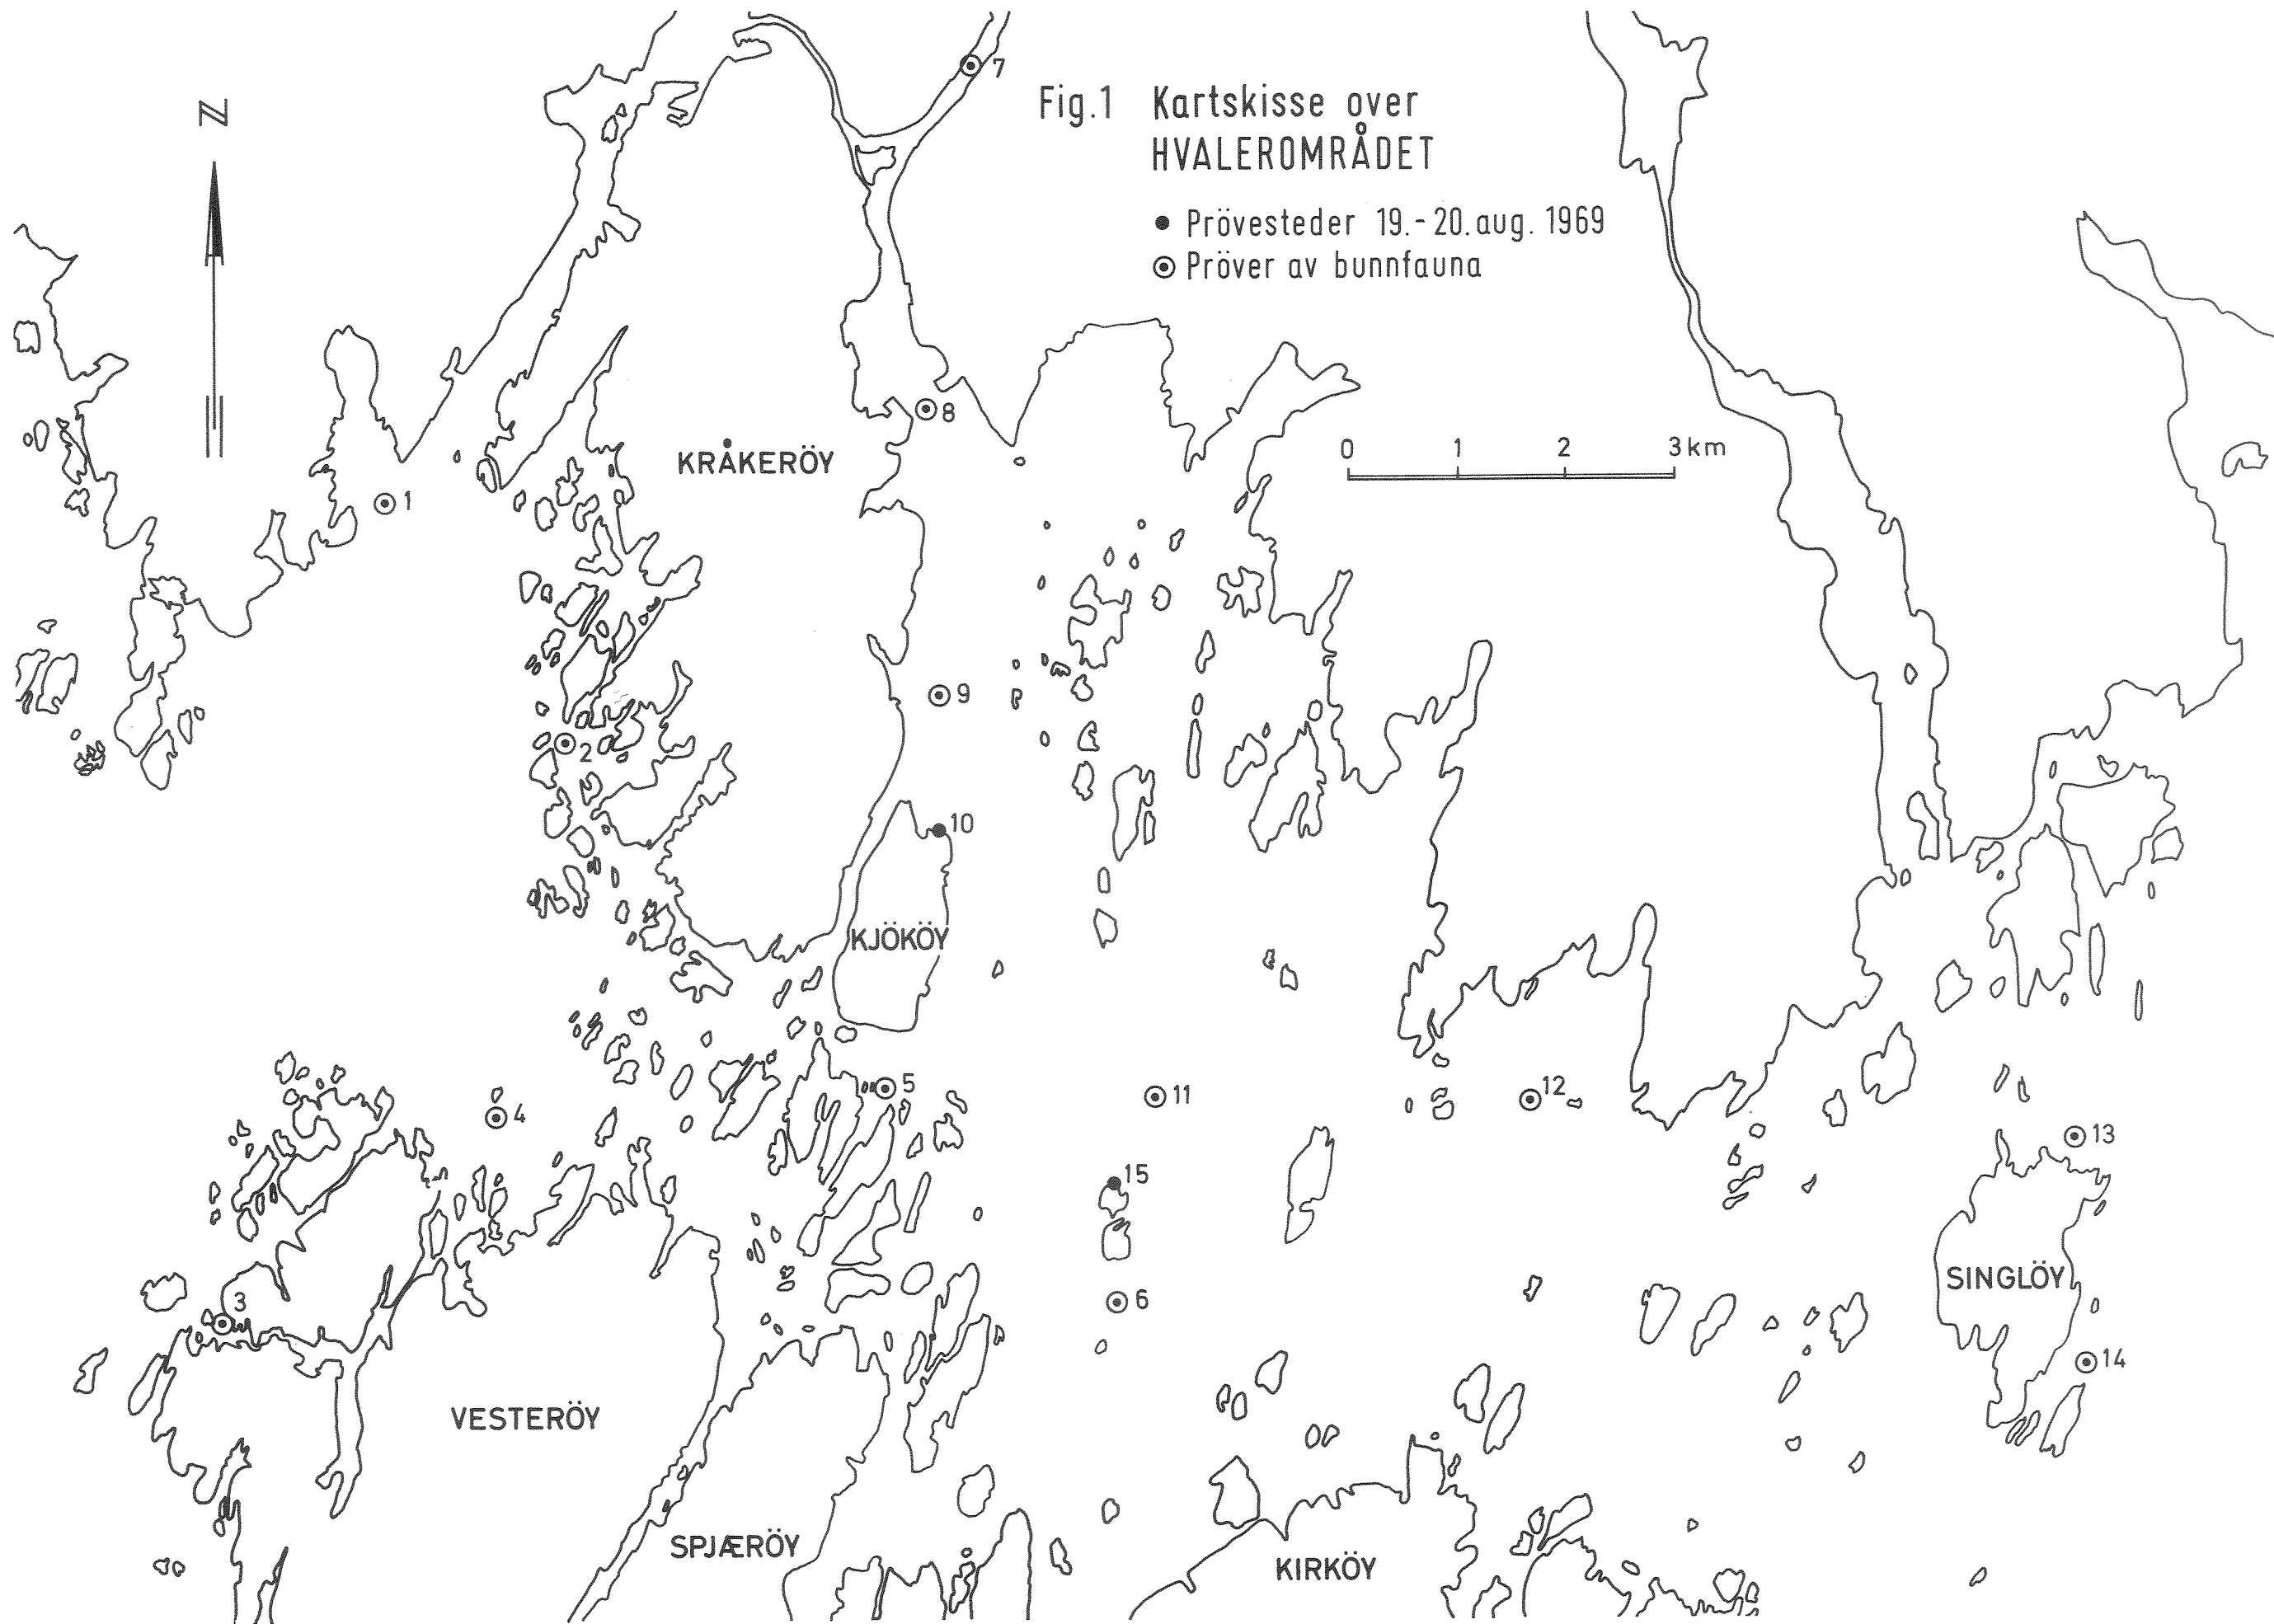 N
7
Fig.1 Kartskisse over
HVALEROMRÅDET
● Prövesteder 19.-20.aug. 1969
◉ Pröver av bunnfauna
8
0 1 2 3km
KRÅKERÖY
1
9
2
10
KJÖKÖY
5
11
12
4
13
15
SINGLÖY
3
6
14
VESTERÖY
SPJÆRÖY
KIRKÖY